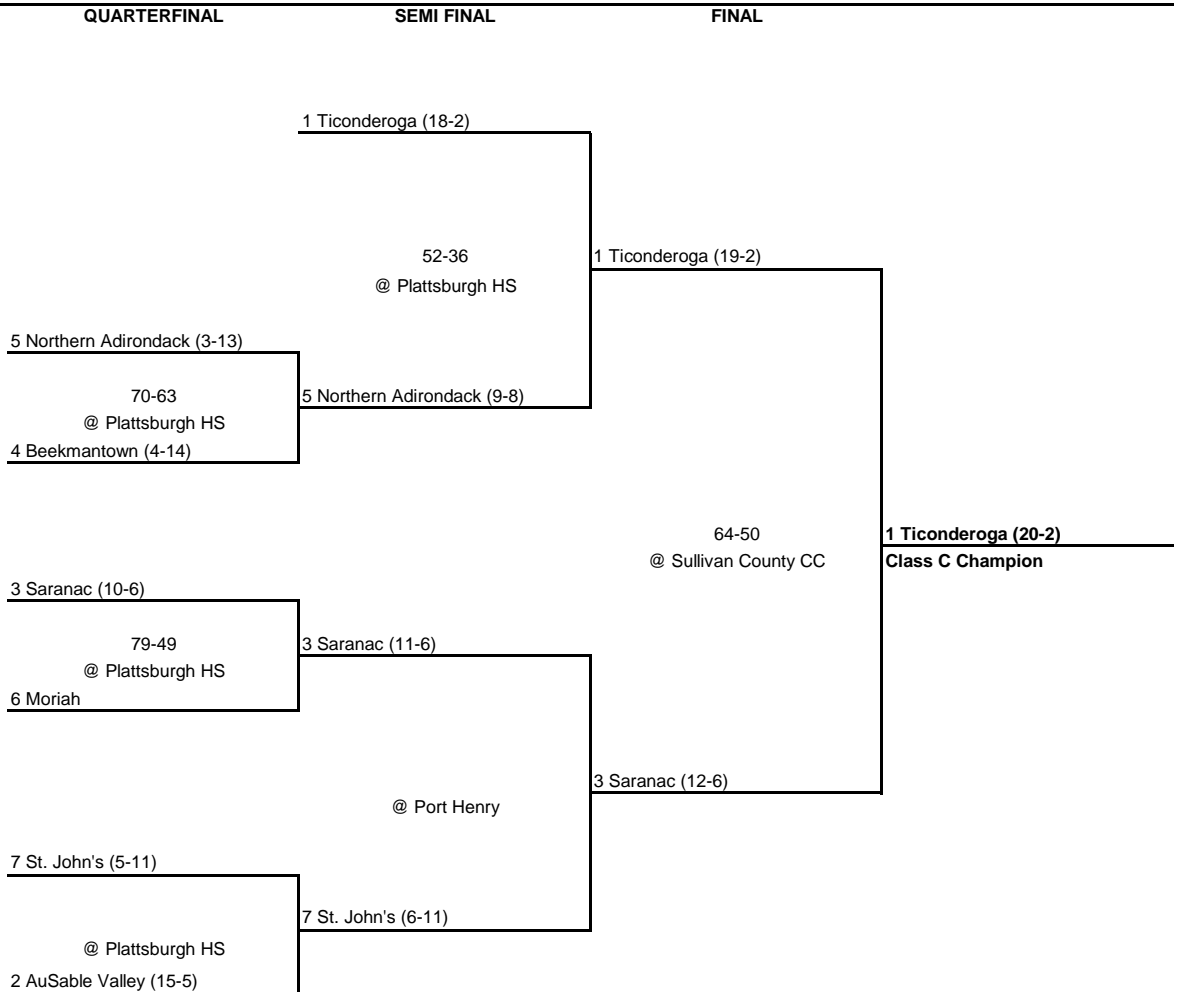 QUARTERFINAL SEMI FINAL FINAL
1 Ticonderoga (18-2)
52-36 1 Ticonderoga (19-2)
@ Plattsburgh HS
5 Northern Adirondack (3-13)
70-63 5 Northern Adirondack (9-8)
@ Plattsburgh HS
4 Beekmantown (4-14)
64-50 1 Ticonderoga (20-2)
@ Sullivan County CC Class C Champion
3 Saranac (10-6)
79-49 3 Saranac (11-6)
@ Plattsburgh HS
6 Moriah
3 Saranac (12-6)
@ Port Henry
7 St. John's (5-11)
7 St. John's (6-11)
@ Plattsburgh HS
2 AuSable Valley (15-5)